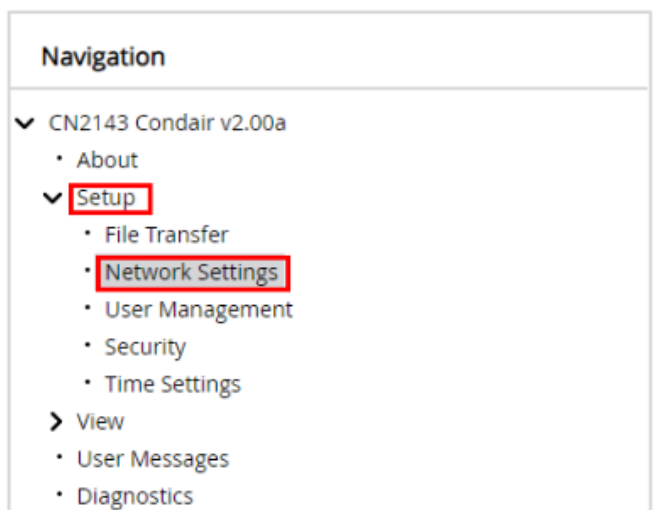 Navigation
CN2143 Condair v2.00a
About
Setup
File Transfer
Network Settings
User Management
Security
Time Settings
View
User Messages
Diagnostics